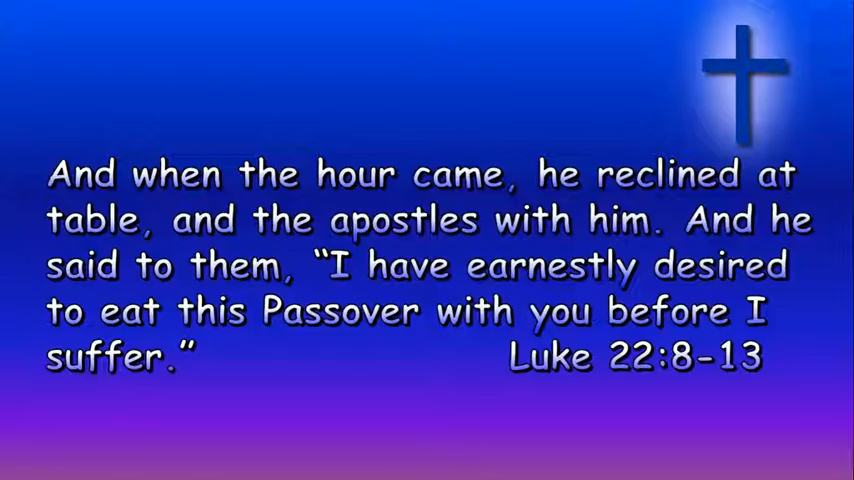 And when the hour came, he reclined at
table, and the apostles with him. And he
said to them, “I have earnestly desired
to eat this Passover with you before I
suffer.” Luke 22:8-13